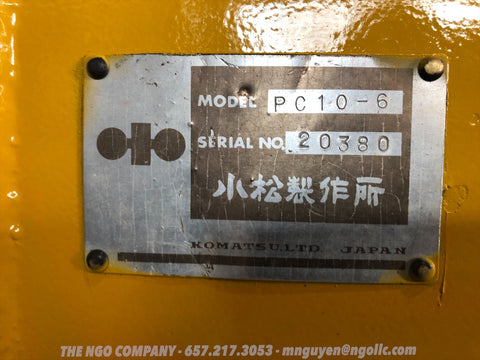 MODEL PC10-6
SERIAL NO. 20380
小松製作所
KOMATSU.LTD. JAPAN
THE NGO COMPANY - 657.217.3053 - mnguyen@ngollc.com